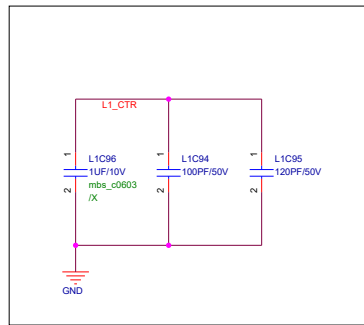 L1_CTR
1
1
1
L1C96
L1C94
L1C95
1UF/10V
100PF/50V
120PF/50V
2
mbs_c0603
2
2
/X
GND